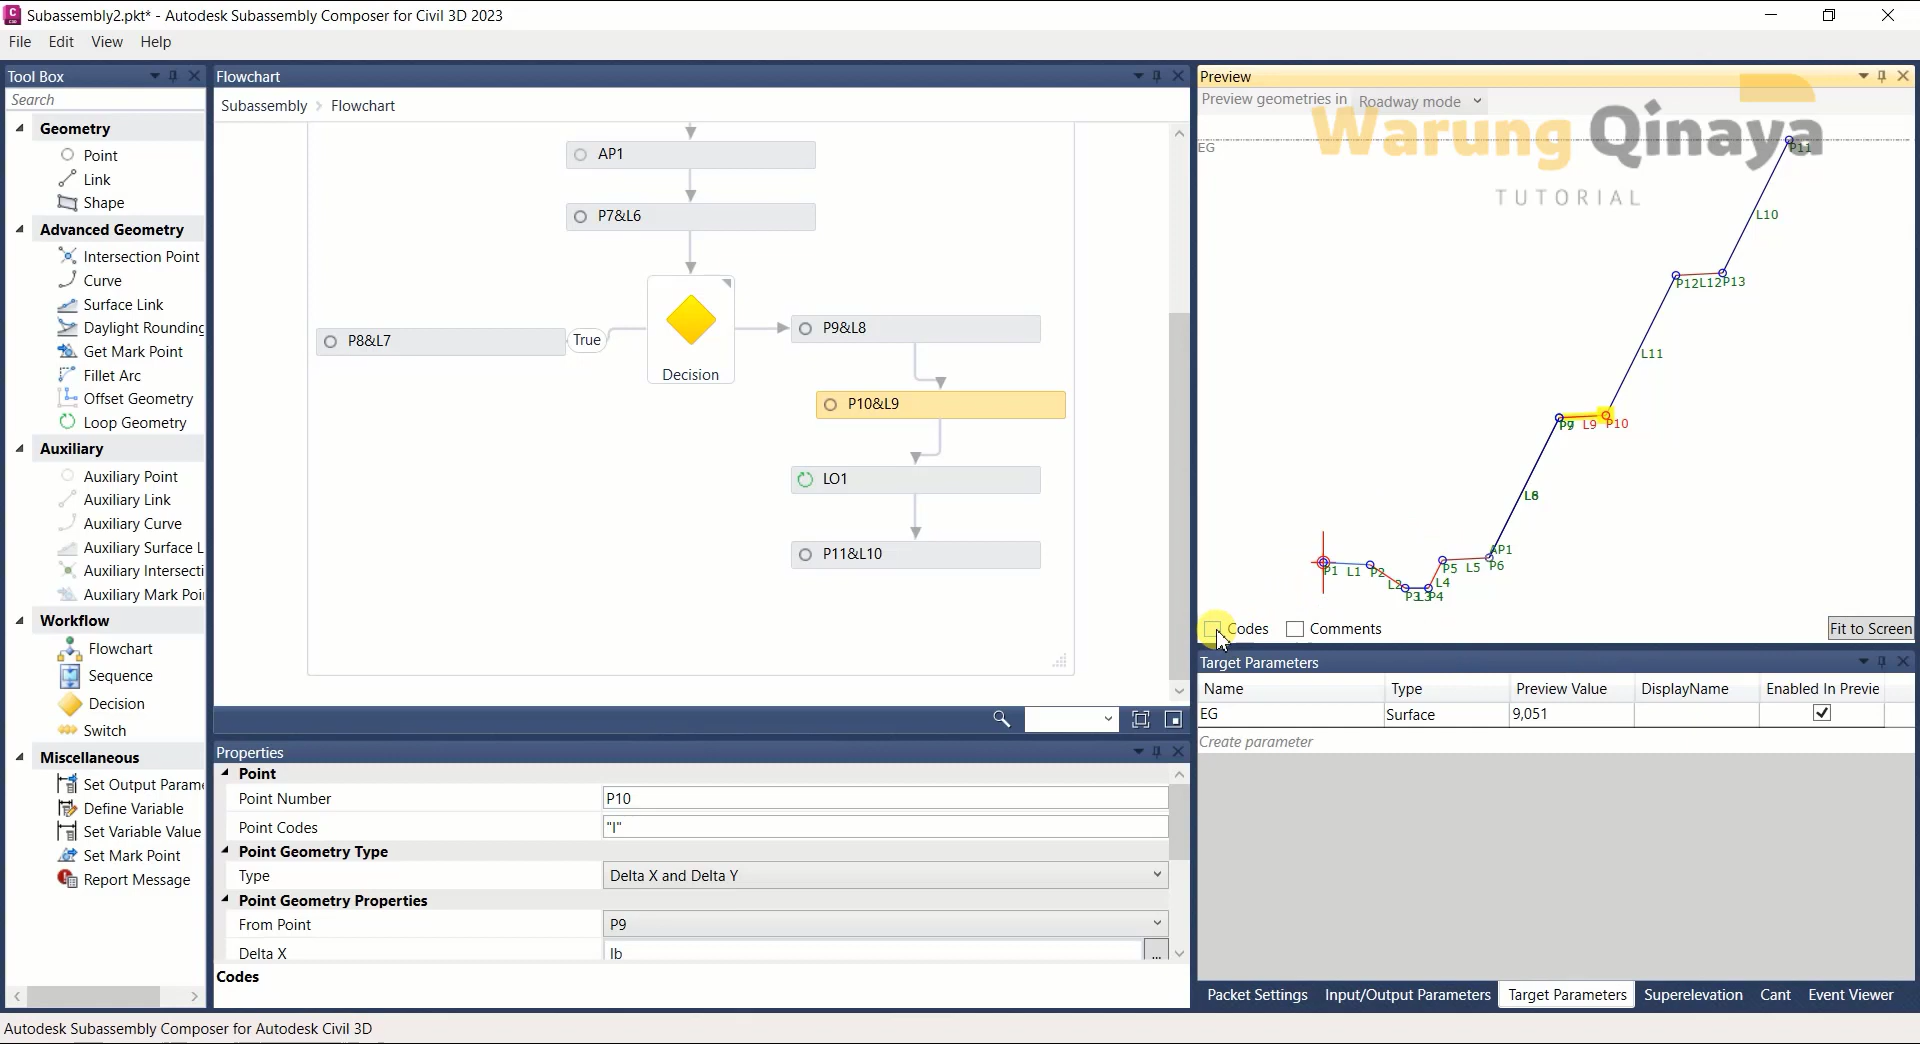 Subassembly2.pkt* - Autodesk Subassembly Composer for Civil 3D 2023
File Edit View Help
Tool Box
Search
Geometry
Point
Link
Shape
Advanced Geometry
Intersection Point
Curve
Surface Link
Daylight Rounding
Get Mark Point
Fillet Arc
Offset Geometry
Loop Geometry
Auxiliary
Auxiliary Point
Auxiliary Link
Auxiliary Curve
Auxiliary Surface L
Auxiliary Intersecti
Auxiliary Mark Poi
Workflow
Flowchart
Sequence
Decision
Switch
Miscellaneous
Set Output Parame
Define Variable
Set Variable Value
Set Mark Point
Report Message
Flowchart
Subassembly > Flowchart
AP1
P7&L6
P8&L7
True
Decision
P9&L8
P10&L9
LO1
P11&L10
Properties
Point
Point Number P10
Point Codes "I"
Point Geometry Type
Type Delta X and Delta Y
Point Geometry Properties
From Point P9
Delta X lb ...
Codes
Preview
Preview geometries in Roadway mode
Warung Qinaya
TUTORIAL
EG
P11
L10
P12 L12 P13
L11
L9 P10
AP1
P1 L1 P2 L2 P3 L3 P4 L4 P5 L5 P6
Codes Comments Fit to Screen
Target Parameters
Name Type Preview Value DisplayName Enabled In Previe
EG Surface 9,051
Create parameter
Packet Settings Input/Output Parameters Target Parameters Superelevation Cant Event Viewer
Autodesk Subassembly Composer for Autodesk Civil 3D